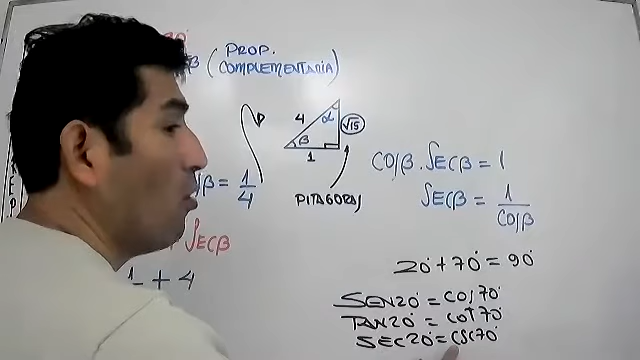 ( PROP.
COMPLEMENTARIA)
4
α
√15
β
1
β = 1/4
PITAGORAS
COSβ . SECβ = 1
SECβ = 1/COSβ
SECβ
1 + 4
20° + 70° = 90°
SEN20° = COS70°
TAN20° = COT70°
SEC20° = CSC70°